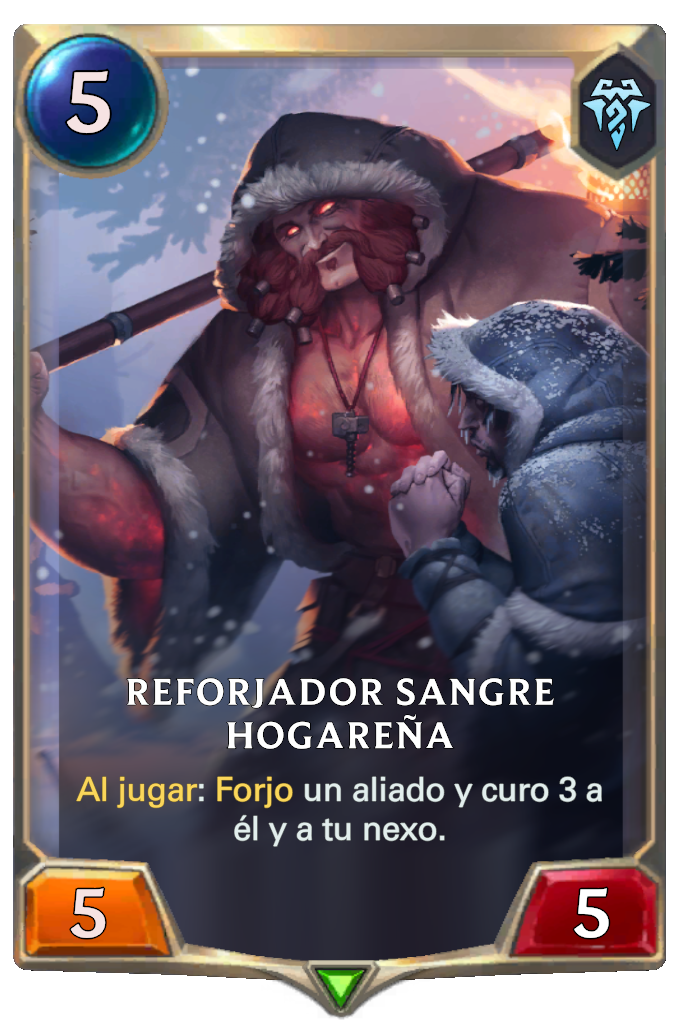 5
REFORJADOR SANGRE
HOGAREÑA
Al jugar: Forjo un aliado y curo 3 a
él y a tu nexo.
5
5